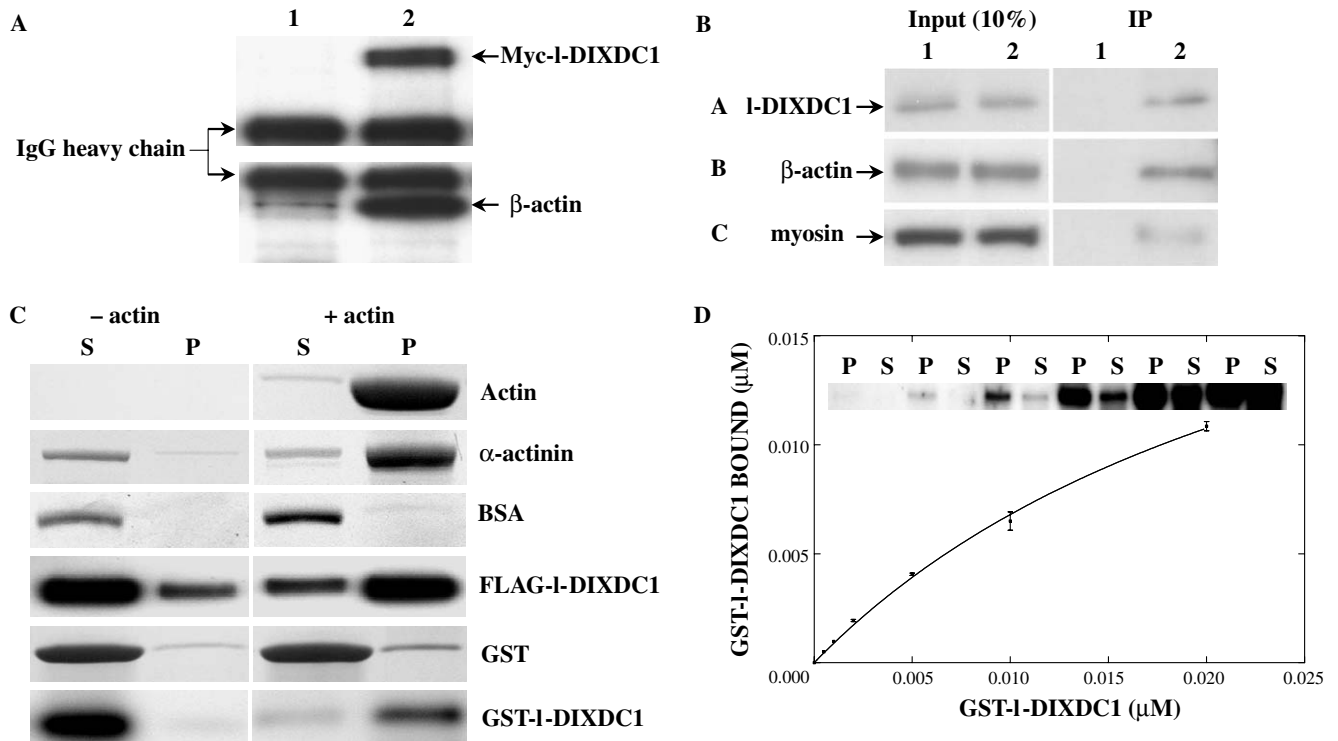 A
1 2
Myc-l-DIXDC1
IgG heavy chain
β-actin
B
Input (10%) IP
1 2 1 2
A l-DIXDC1
B β-actin
C myosin
C
– actin + actin
S P S P
Actin
α-actinin
BSA
FLAG-l-DIXDC1
GST
GST-l-DIXDC1
D
GST-l-DIXDC1 BOUND (μM)
0.015
0.010
0.005
0.000
P S P S P S P S P S P S
0.005 0.010 0.015 0.020 0.025
GST-l-DIXDC1 (μM)